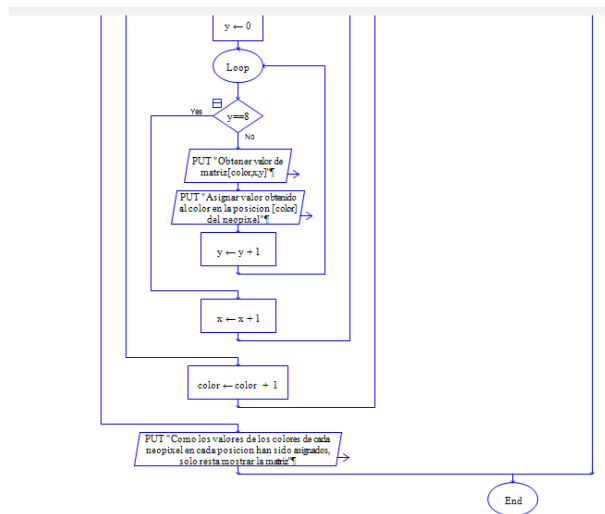 y ← 0
Loop
Yes
y==8
No
PUT "Obtener valor de
matriz[color,x,y]"¶
PUT "Asignar valor obtenido
al color en la posicion [color]
del neopixel"¶
y ← y + 1
x ← x + 1
color ← color + 1
PUT "Como los valores de los colores de cada
neopixel en cada posicion han sido asignados,
solo resta mostrar la matriz"¶
End